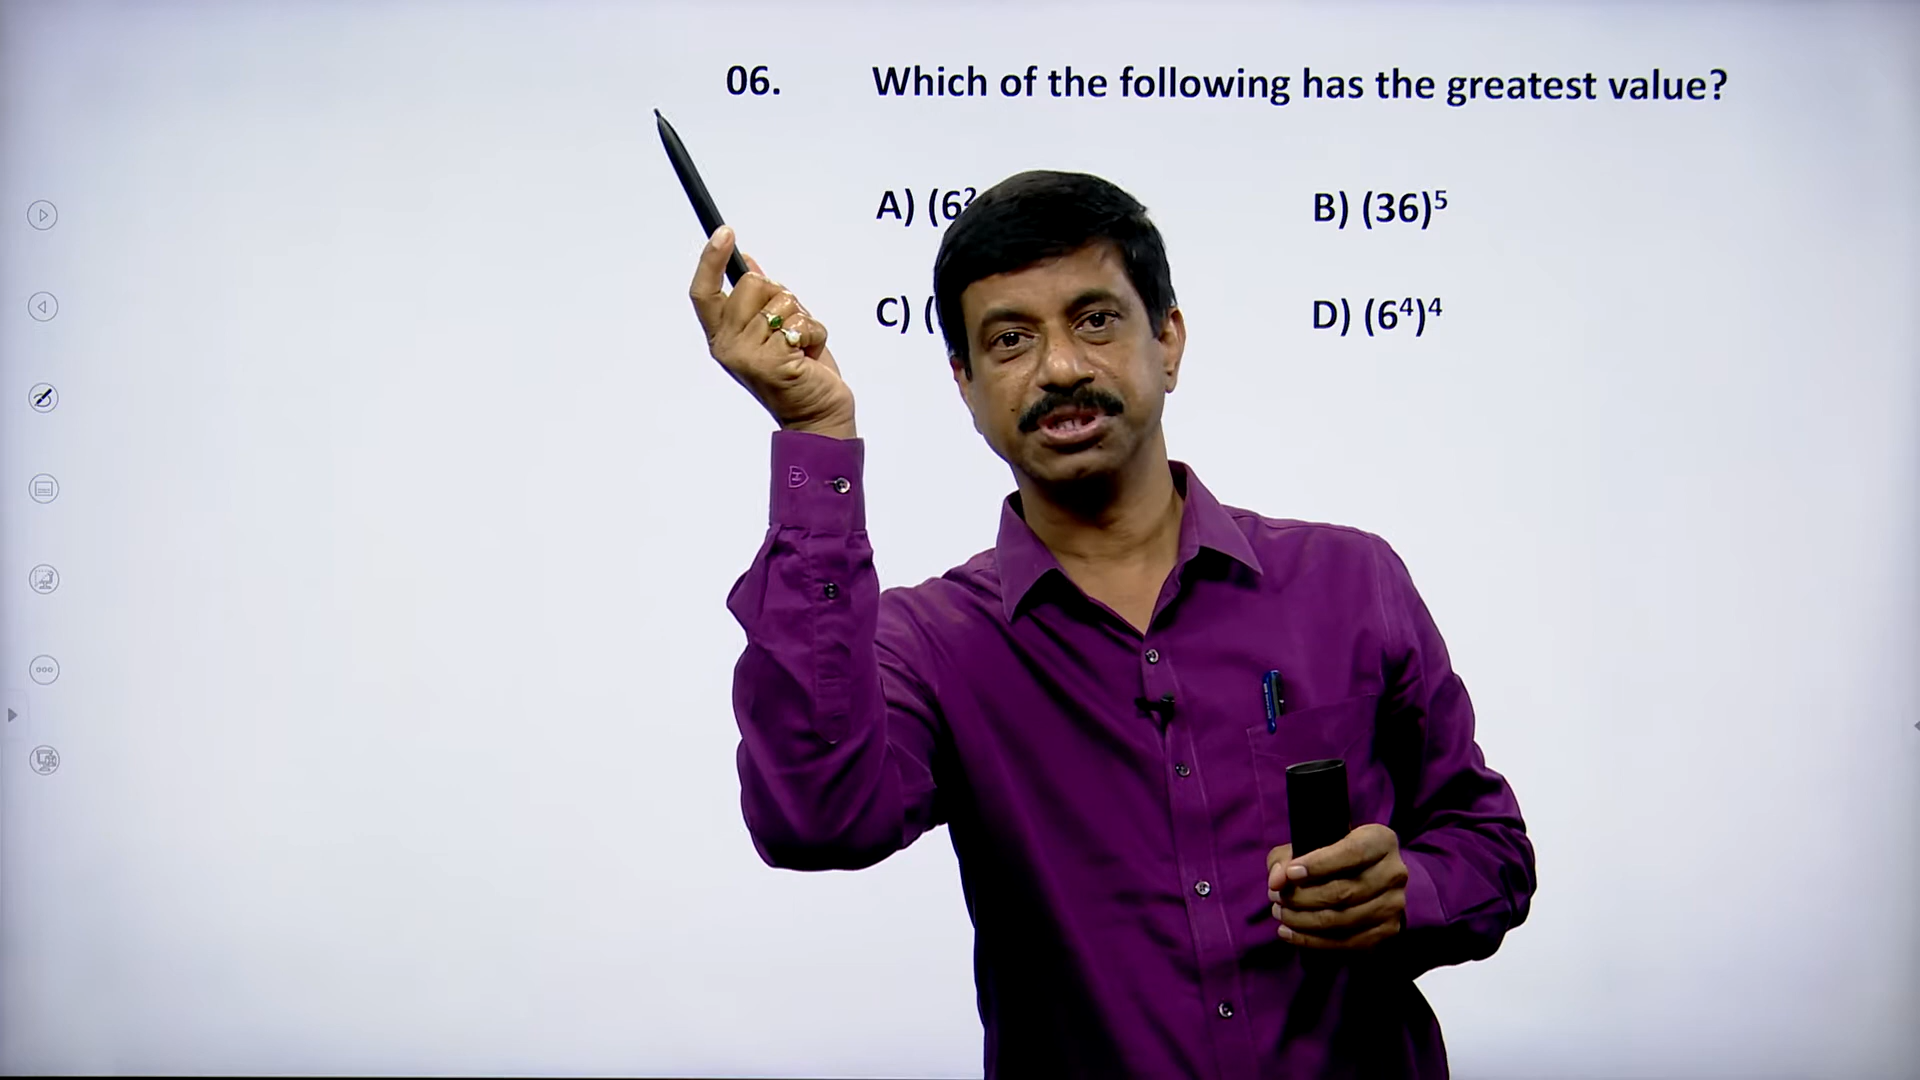 06. Which of the following has the greatest value?
A) (6² B) (36)⁵
C) ( D) (6⁴)⁴